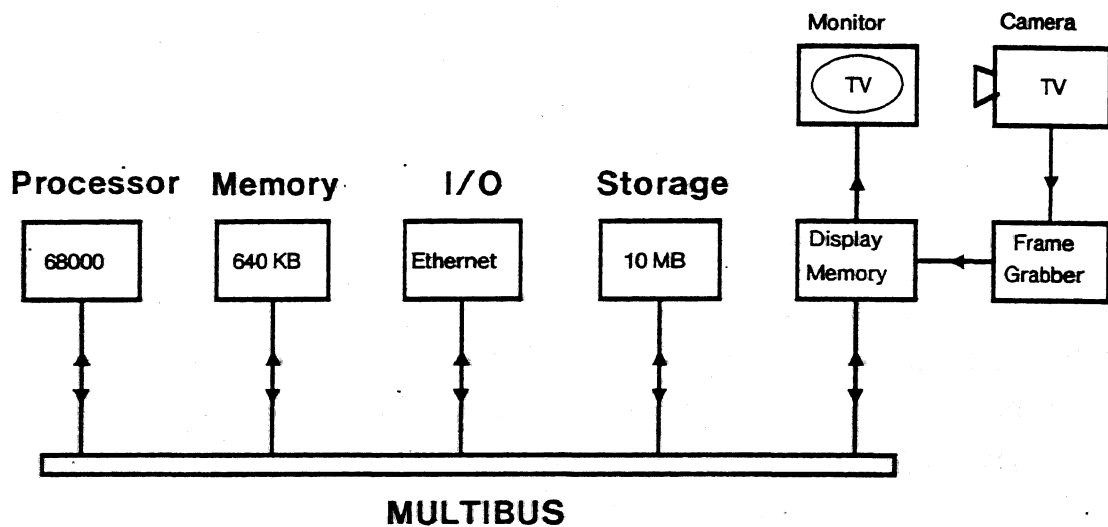 Monitor
Camera
TV
TV
Processor
Memory
I/O
Storage
68000
640 KB
Ethernet
10 MB
Display
Memory
Frame
Grabber
MULTIBUS